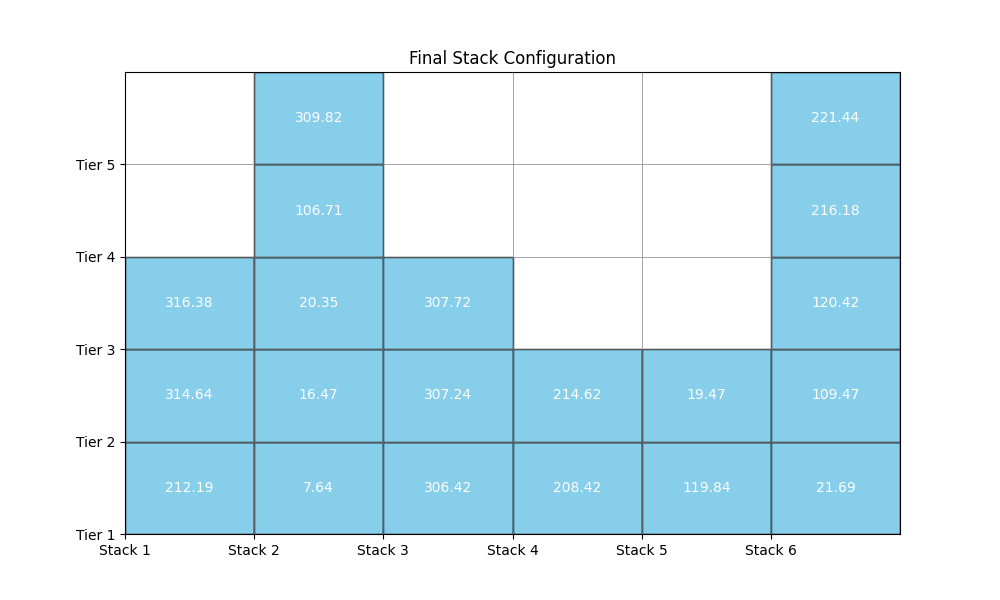 Final Stack Configuration
309.82 221.44
Tier 5
106.71 216.18
Tier 4
316.38 20.35 307.72 120.42
Tier 3
314.64 16.47 307.24 214.62 19.47 109.47
Tier 2
212.19 7.64 306.42 208.42 119.84 21.69
Tier 1
Stack 1 Stack 2 Stack 3 Stack 4 Stack 5 Stack 6